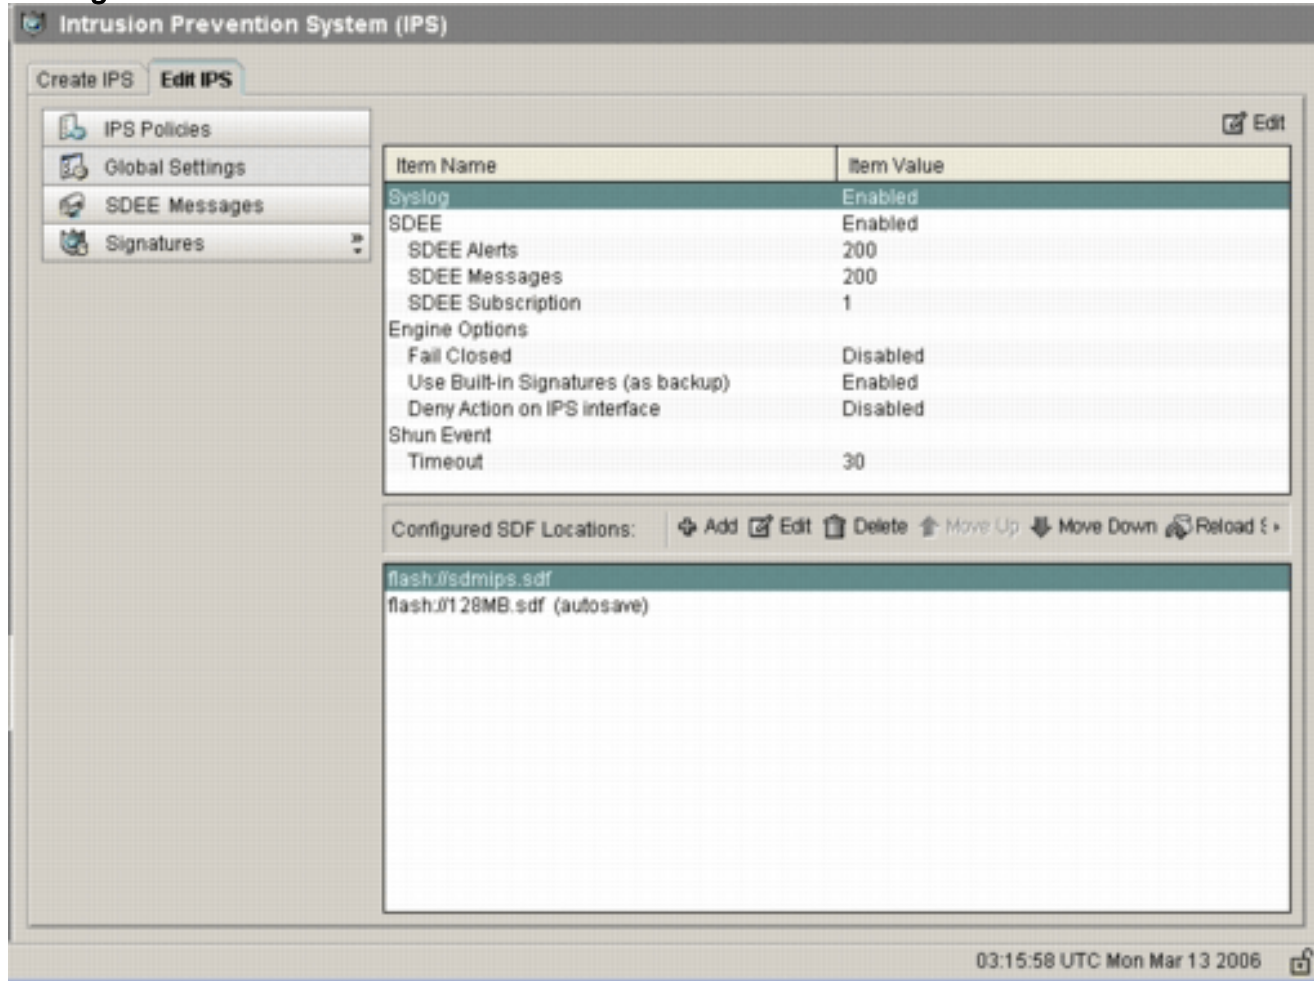 Intrusion Prevention System (IPS)
Create IPS Edit IPS
IPS Policies
Global Settings
SDEE Messages
Signatures
Edit
Item Name Item Value
Syslog Enabled
SDEE Enabled
SDEE Alerts 200
SDEE Messages 200
SDEE Subscription 1
Engine Options
Fail Closed Disabled
Use Built-in Signatures (as backup) Enabled
Deny Action on IPS interface Disabled
Shun Event
Timeout 30
Configured SDF Locations: Add Edit Delete Move Up Move Down Reload
flash://sdmips.sdf
flash://128MB.sdf (autosave)
03:15:58 UTC Mon Mar 13 2006